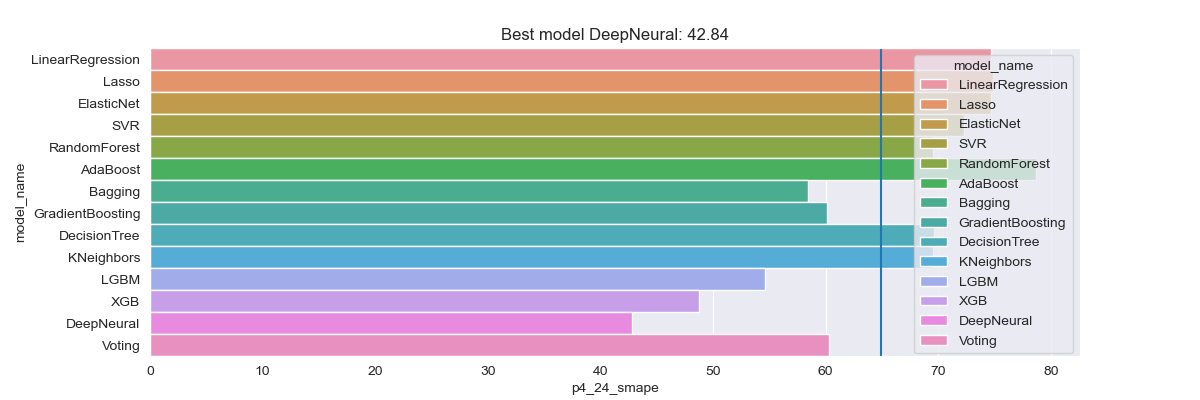 Best model DeepNeural: 42.84
model_name
LinearRegression
Lasso
ElasticNet
SVR
RandomForest
AdaBoost
Bagging
GradientBoosting
DecisionTree
KNeighbors
LGBM
XGB
DeepNeural
Voting
model_name
LinearRegression
Lasso
ElasticNet
SVR
RandomForest
AdaBoost
Bagging
GradientBoosting
DecisionTree
KNeighbors
LGBM
XGB
DeepNeural
Voting
0 10 20 30 40 50 60 70 80
p4_24_smape